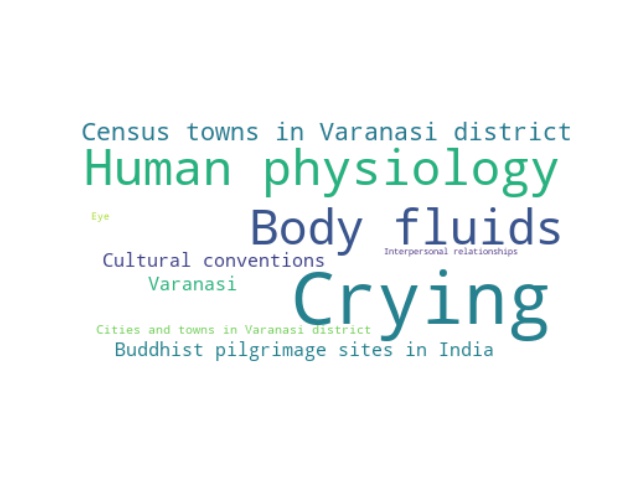 Census towns in Varanasi district
Human physiology
Eye
Body fluids
Interpersonal relationships
Cultural conventions
Varanasi
Crying
Cities and towns in Varanasi district
Buddhist pilgrimage sites in India